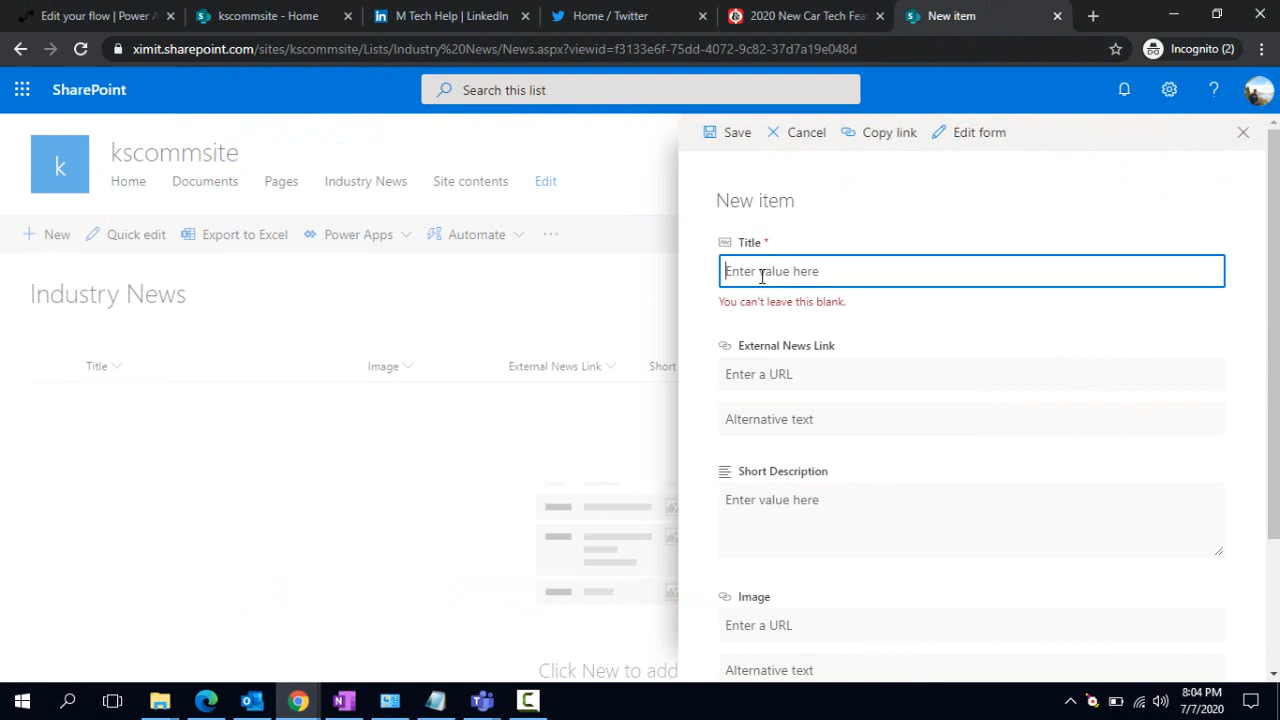 Edit your flow | Power A
kscommsite - Home
M Tech Help | LinkedIn
Home / Twitter
2020 New Car Tech Fea
New item
ximit.sharepoint.com/sites/kscommsite/Lists/Industry%20News/News.aspx?viewid=f3133e6f-75dd-4072-9c82-37d7a19e048d
Incognito (2)
SharePoint
Search this list
k
kscommsite
Home
Documents
Pages
Industry News
Site contents
Edit
New
Quick edit
Export to Excel
Power Apps
Automate
Industry News
Title
Image
External News Link
Short
Click New to add
Save
Cancel
Copy link
Edit form
New item
Title *
Enter value here
You can't leave this blank.
External News Link
Enter a URL
Alternative text
Short Description
Enter value here
Image
Enter a URL
Alternative text
8:04 PM
7/7/2020